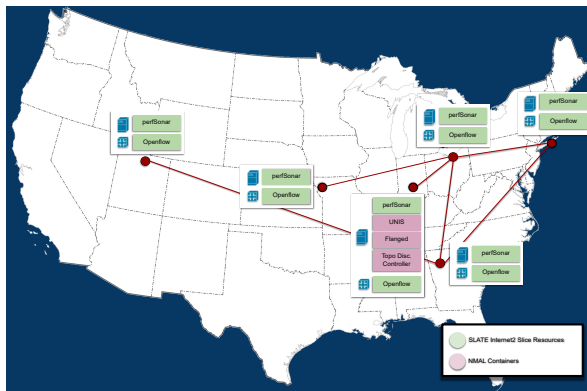 perfSonar
Openflow
perfSonar
Openflow
perfSonar
Openflow
perfSonar
Openflow
perfSonar
UNIS
Flanged
Topo Disc.
Controller
Openflow
perfSonar
Openflow
SLATE Internet2 Slice Resources
NMAL Containers